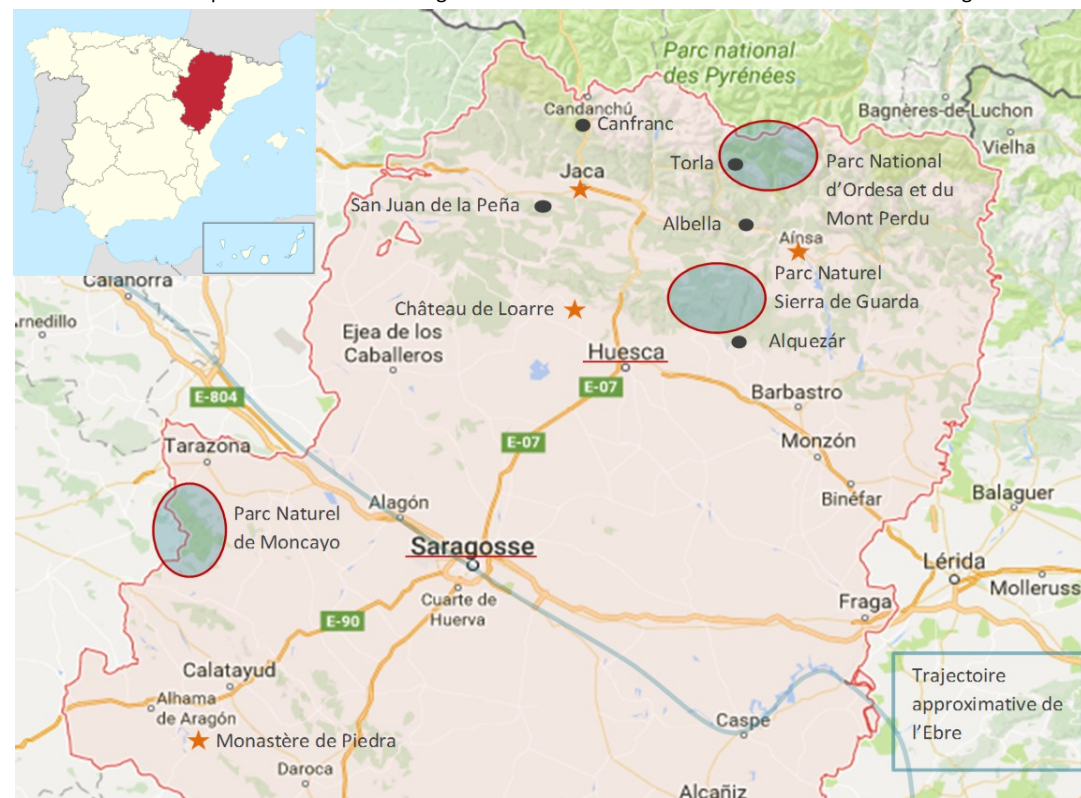 Parc national
des Pyrénées
Candanchú
Canfranc
Bagnères-de-Luchon
Vielha
Torla
Parc National
d'Ordesa et du
Mont Perdu
Jaca
San Juan de la Peña
Albella
Aínsa
Parc Naturel
Sierra de Guarda
Calahorra
Château de Loarre
rnedillo
Ejea de los
Caballeros
Alquezár
Huesca
E-07
E-804
Barbastro
E-07
Tarazona
Monzón
Alagón
Binéfar
Balaguer
Parc Naturel
de Moncayo
Saragosse
Lérida
Molleruss
Cuarte de
Huerva
Fraga
E-90
Calatayud
Trajectoire
approximative de
l'Ebre
Alhama
de Aragón
Caspe
Monastère de Piedra
Daroca
Alcañiz